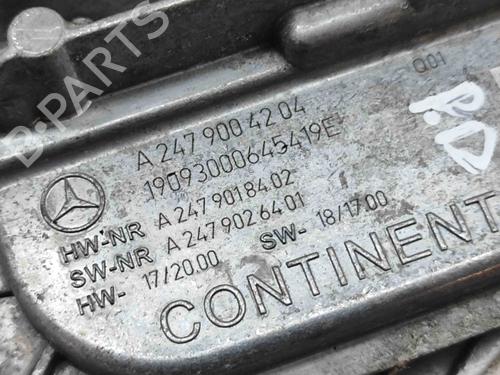 A 247 900 42 04
19093000645419E
HW-NR A 247 901 84 02
SW-NR A 247 902 64 01
HW- 17/20.00 SW- 18/17.00
CONTINENT
Q01
P.D
B-PARTS